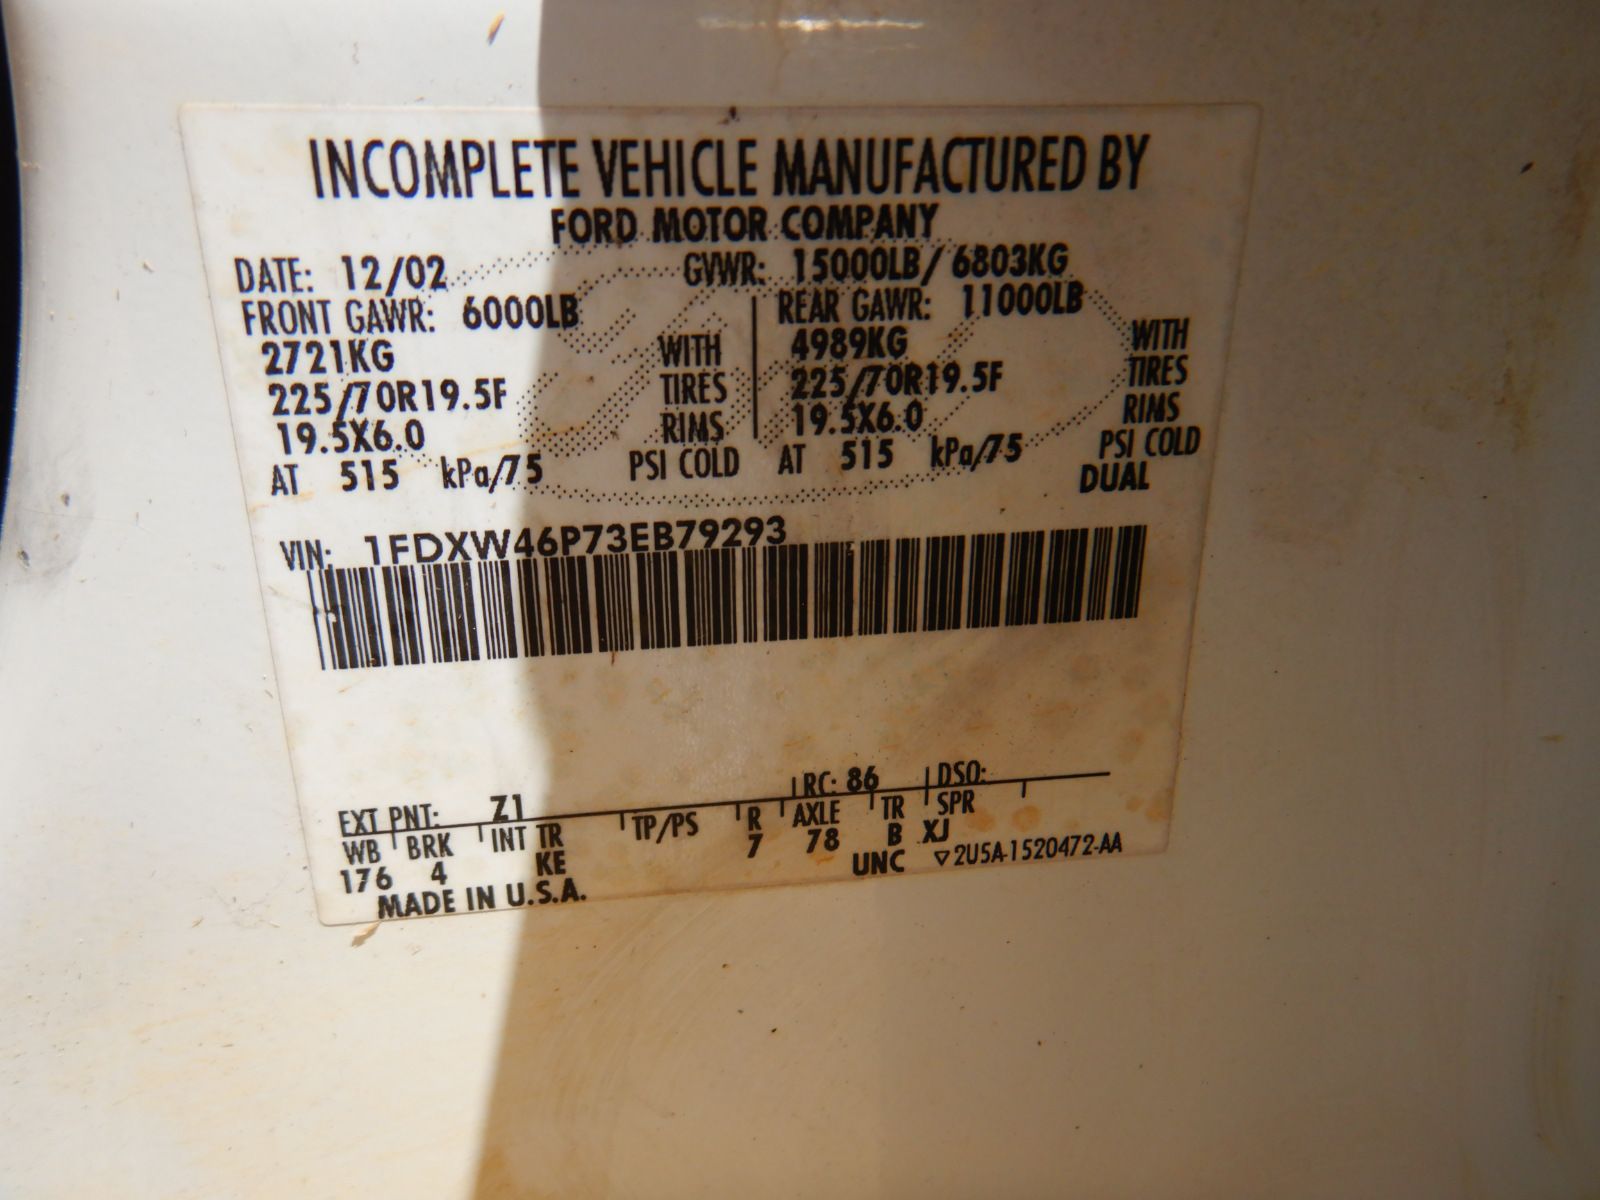 INCOMPLETE VEHICLE MANUFACTURED BY
FORD MOTOR COMPANY
DATE: 12/02 GVWR: 15000LB/ 6803KG
FRONT GAWR: 6000LB REAR GAWR: 11000LB
2721KG WITH 4989KG WITH
225/70R19.5F TIRES 225/70R19.5F TIRES
19.5X6.0 RIMS 19.5X6.0 RIMS
AT 515 kPa/75 PSI COLD AT 515 kPa/75 PSI COLD
DUAL
VIN: 1FDXW46P73EB79293
EXT PNT: Z1 RC: 86 DSO:
WB BRK INT TR TP/PS R AXLE TR SPR
176 4 KE 7 78 B XJ
MADE IN U.S.A. UNC ▽2U5A-1520472-AA